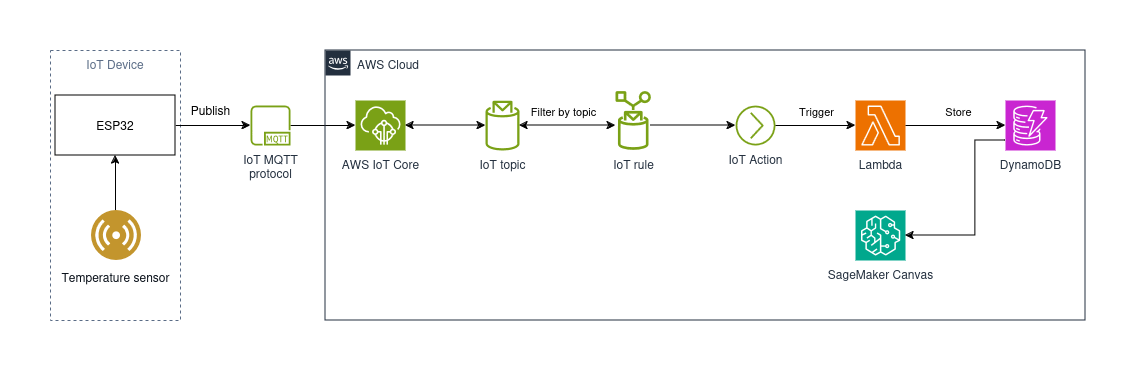 IoT Device
aws
AWS Cloud
ESP32
Publish
MQTT
IoT MQTT
protocol
AWS IoT Core
IoT topic
Filter by topic
IoT rule
IoT Action
Trigger
Lambda
Store
DynamoDB
Temperature sensor
SageMaker Canvas